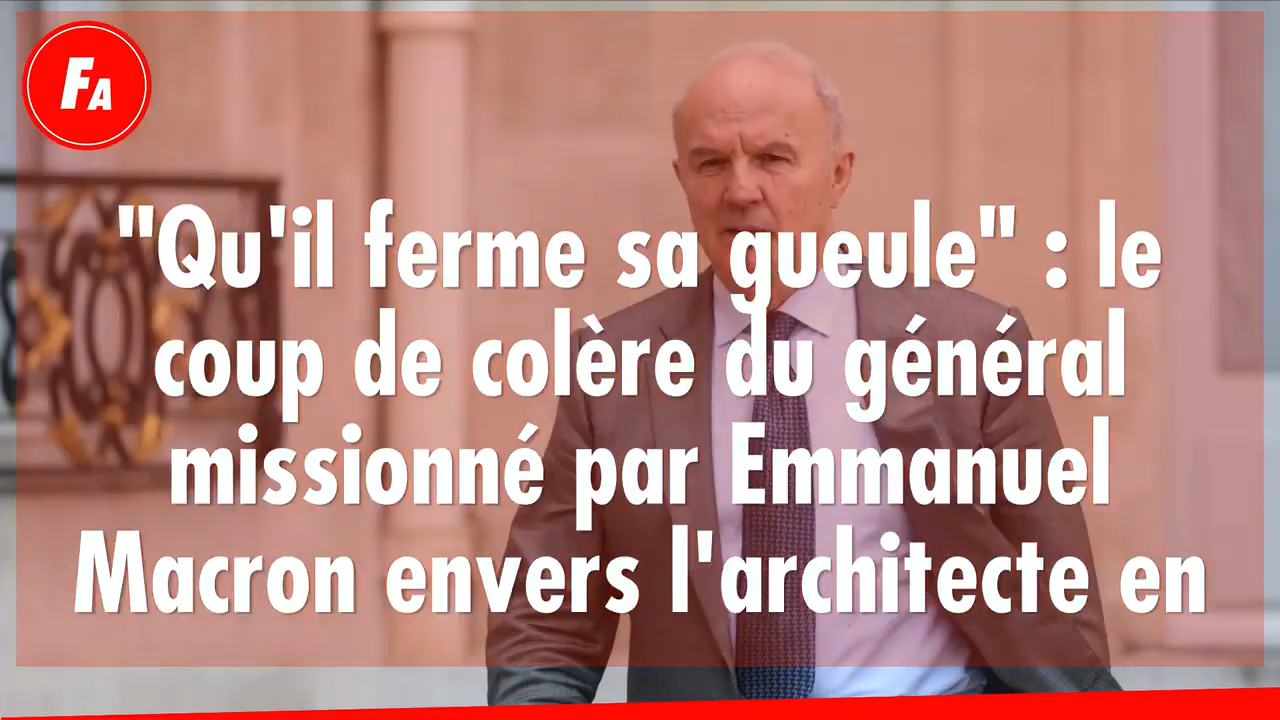 FA
"Qu'il ferme sa gueule" : le
coup de colère du général
missionné par Emmanuel
Macron envers l'architecte en